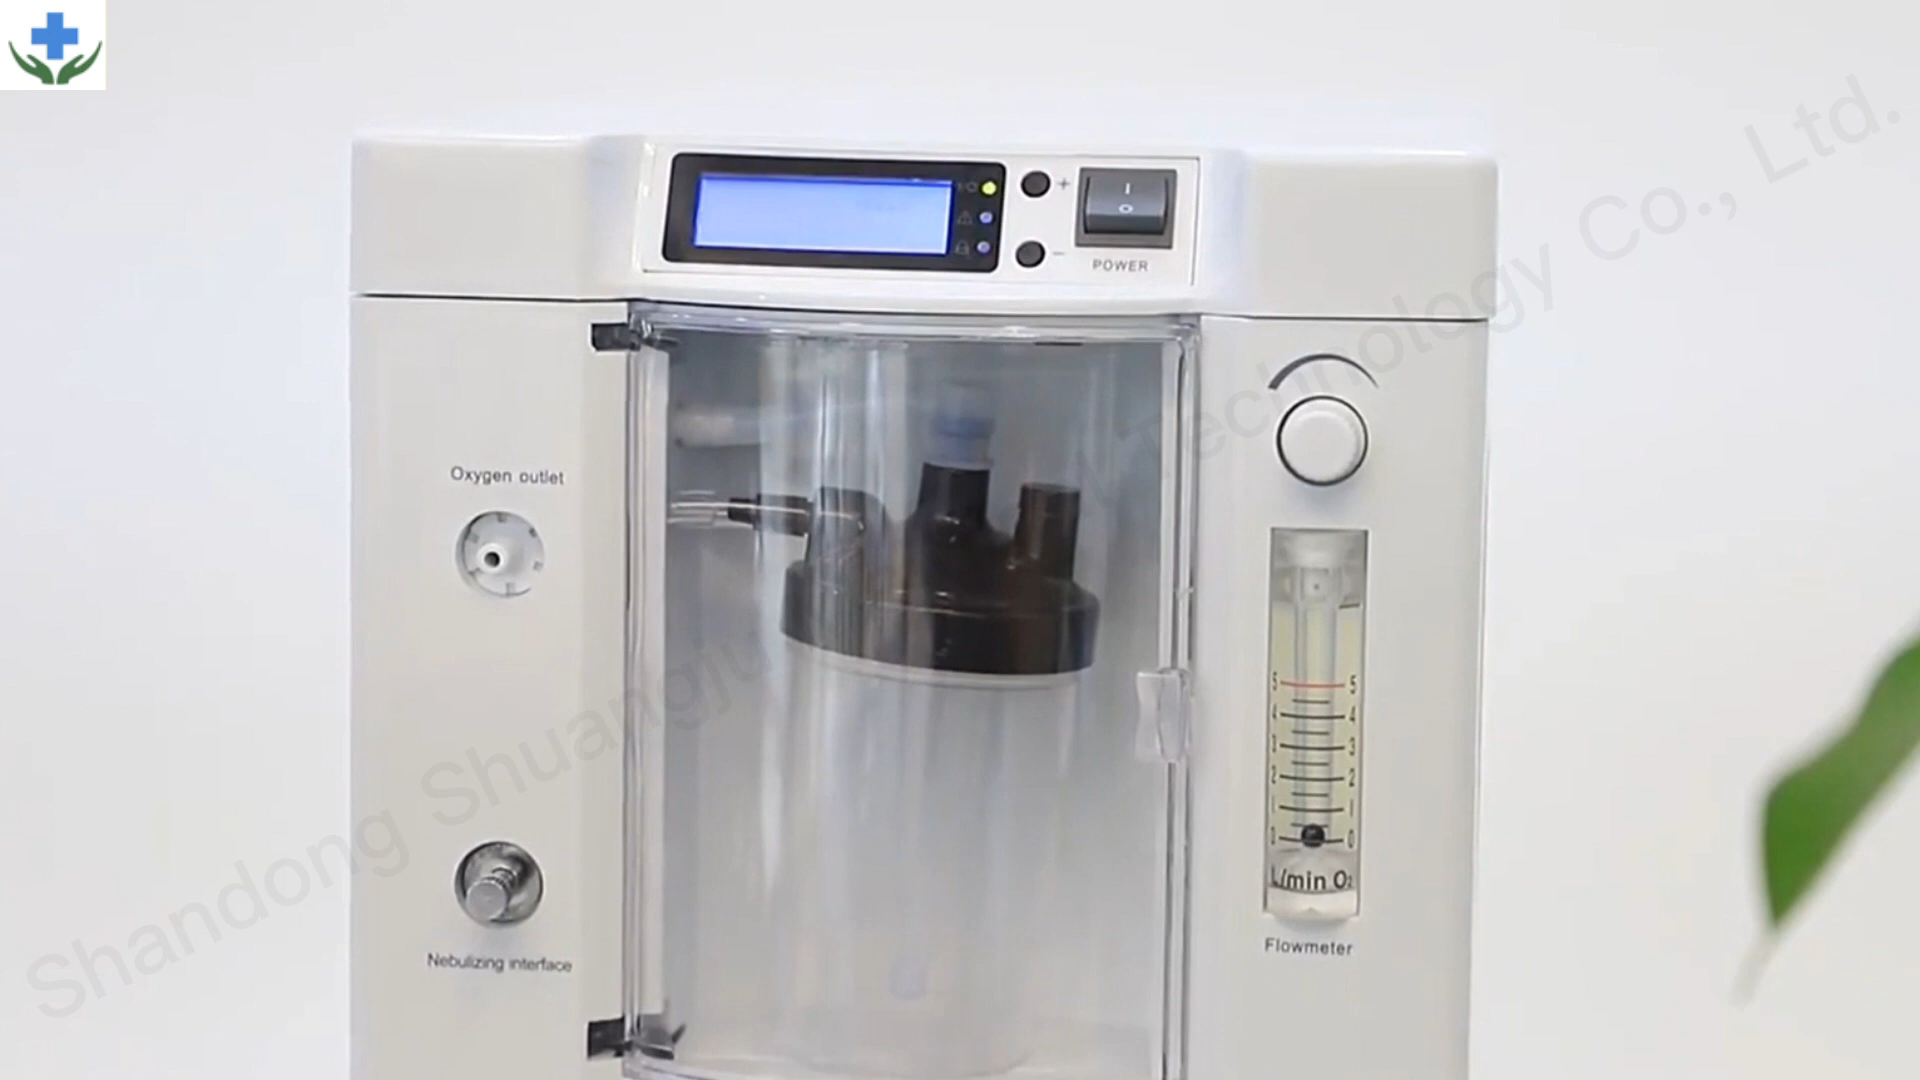 +
I
O
−
POWER
Oxygen outlet
5 5
4 4
3 3
2 2
1 1
0 0
L/min O₂
Flowmeter
Nebulizing interface
Shandong Shuangju Technology Co., Ltd.